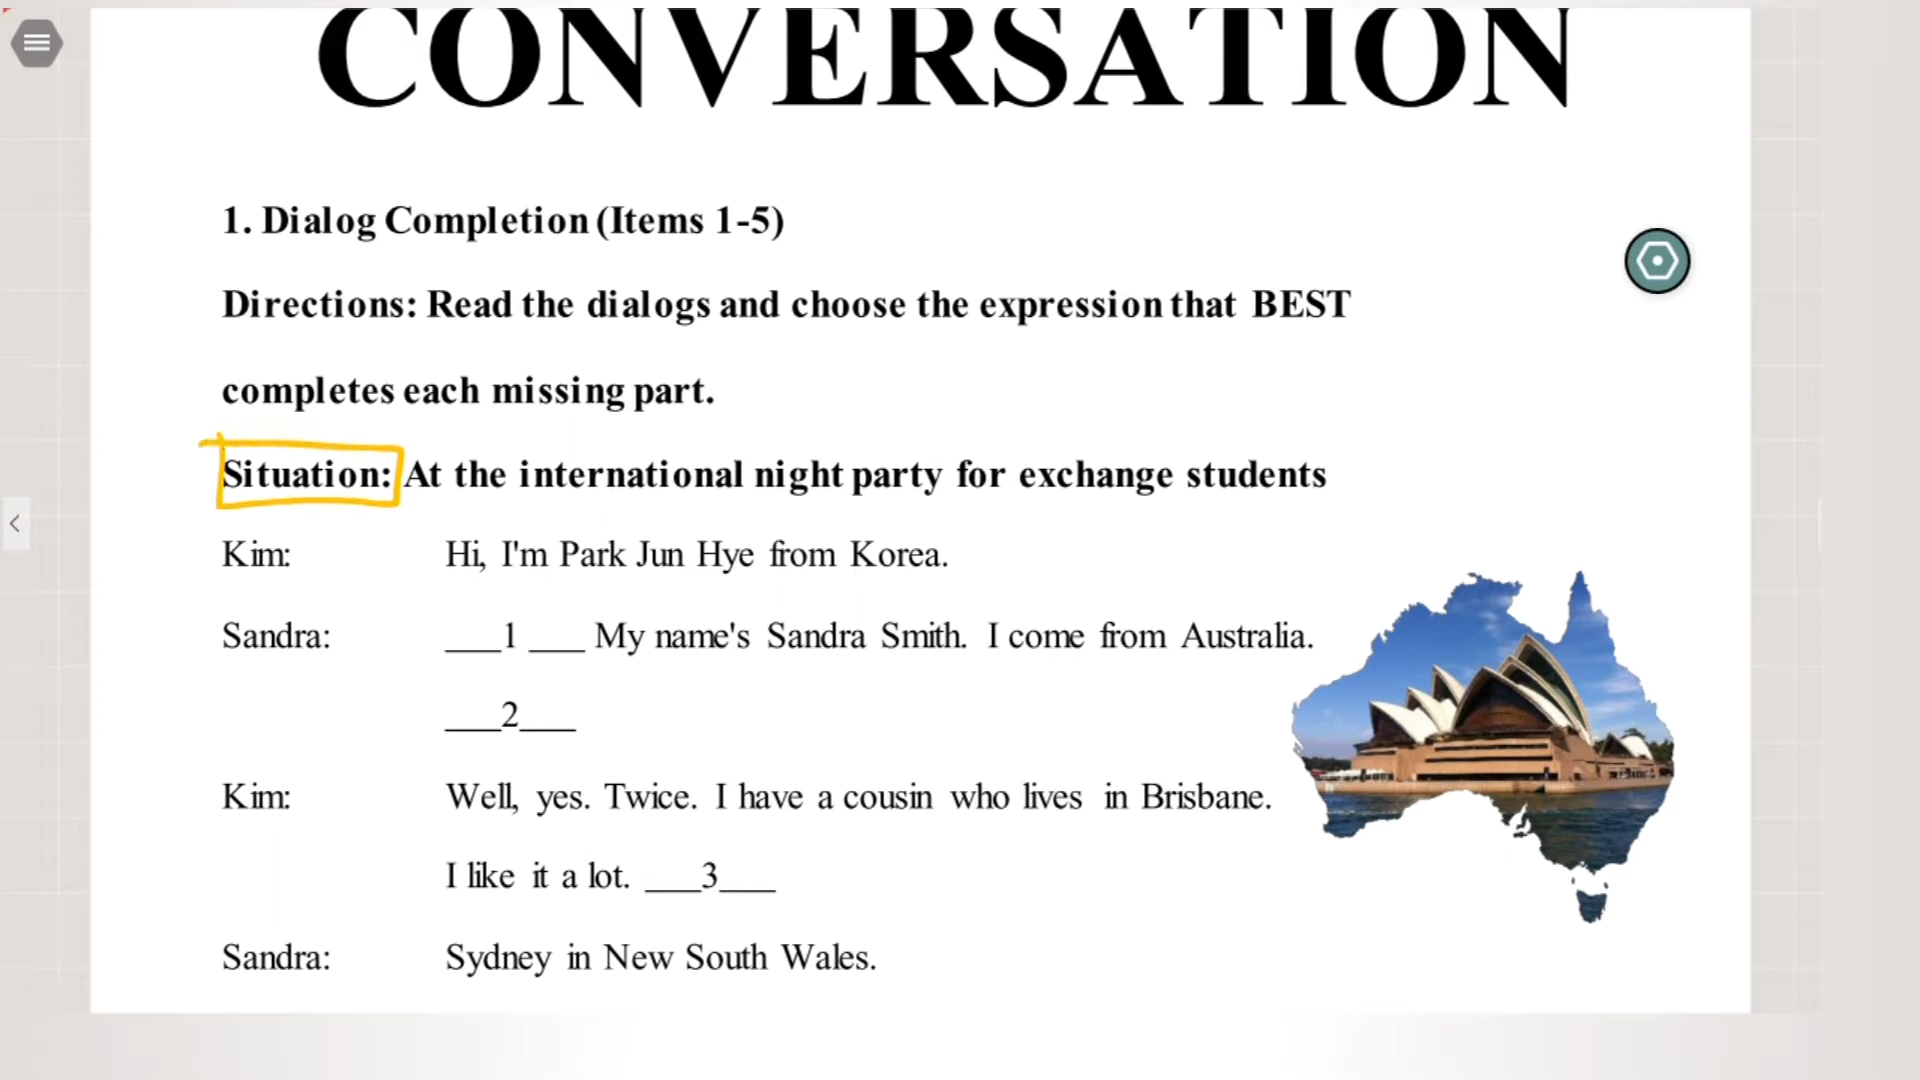 CONVERSATION
1. Dialog Completion (Items 1-5)
Directions: Read the dialogs and choose the expression that BEST
completes each missing part.
Situation: At the international night party for exchange students
Kim: Hi, I'm Park Jun Hye from Korea.
Sandra: ___1 ___ My name's Sandra Smith. I come from Australia.
___2___
Kim: Well, yes. Twice. I have a cousin who lives in Brisbane.
I like it a lot. ___3___
Sandra: Sydney in New South Wales.